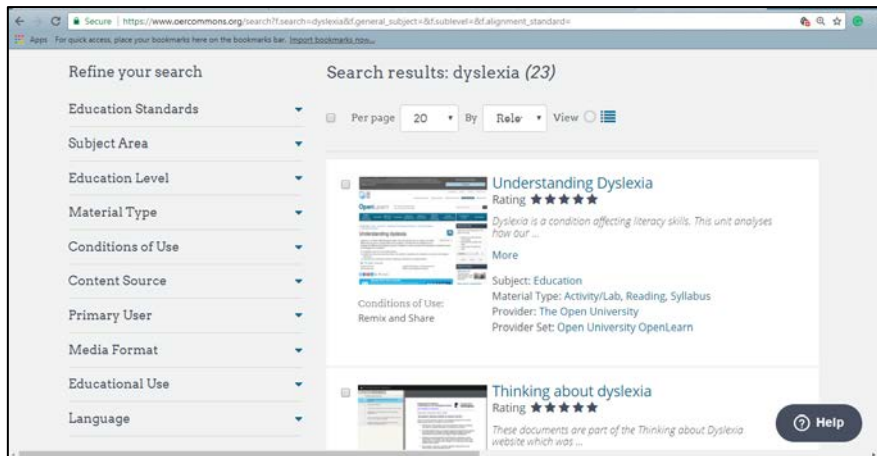 Secure | https://www.oercommons.org/search?f.search=dyslexia&f.general_subject=&f.sublevel=&f.alignment_standard=
Apps For quick access, place your bookmarks here on the bookmarks bar. Import bookmarks now...
Refine your search
Education Standards
Subject Area
Education Level
Material Type
Conditions of Use
Content Source
Primary User
Media Format
Educational Use
Language
Search results: dyslexia (23)
Per page 20 By Rele View
Understanding Dyslexia
Rating
Dyslexia is a condition affecting literacy skills. This unit analyses
how our ...
More
Subject: Education
Material Type: Activity/Lab, Reading, Syllabus
Provider: The Open University
Provider Set: Open University OpenLearn
OpenLearn
Understanding dyslexia
Conditions of Use:
Remix and Share
Thinking about dyslexia
Rating
These documents are part of the Thinking about Dyslexia
website which was ...
Help